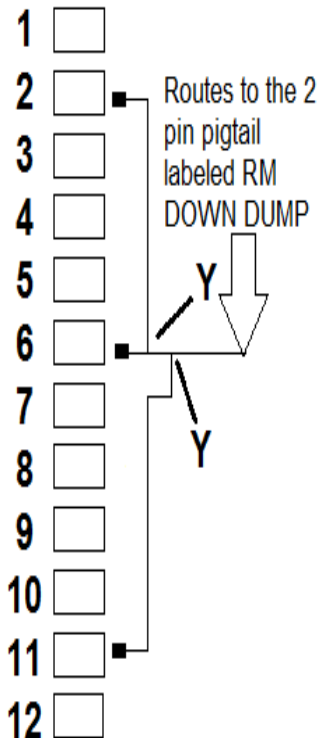 1
2
Routes to the 2
pin pigtail
3
labeled RM
4
DOWN DUMP
5
Y
6
7
Y
8
9
10
11
12